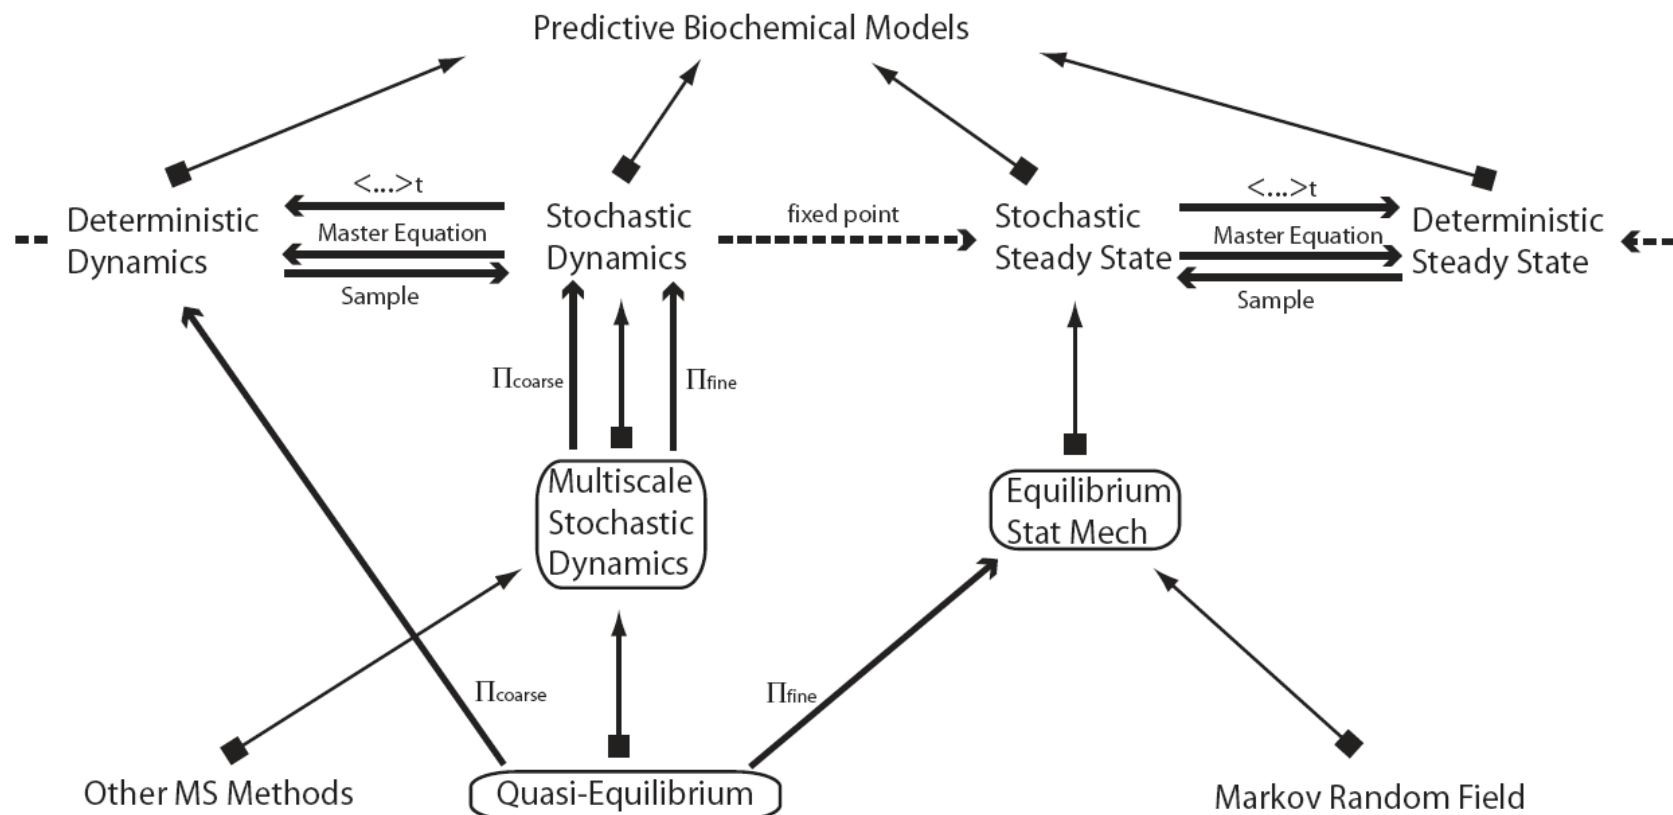 Predictive Biochemical Models
<...>t
<...>t
Deterministic
Dynamics
Master Equation
Sample
Stochastic
Dynamics
fixed point
Stochastic
Steady State
Master Equation
Sample
Deterministic
Steady State
Πcoarse
Πfine
Multiscale
Stochastic
Dynamics
Equilibrium
Stat Mech
Πcoarse
Πfine
Other MS Methods
Quasi-Equilibrium
Markov Random Field